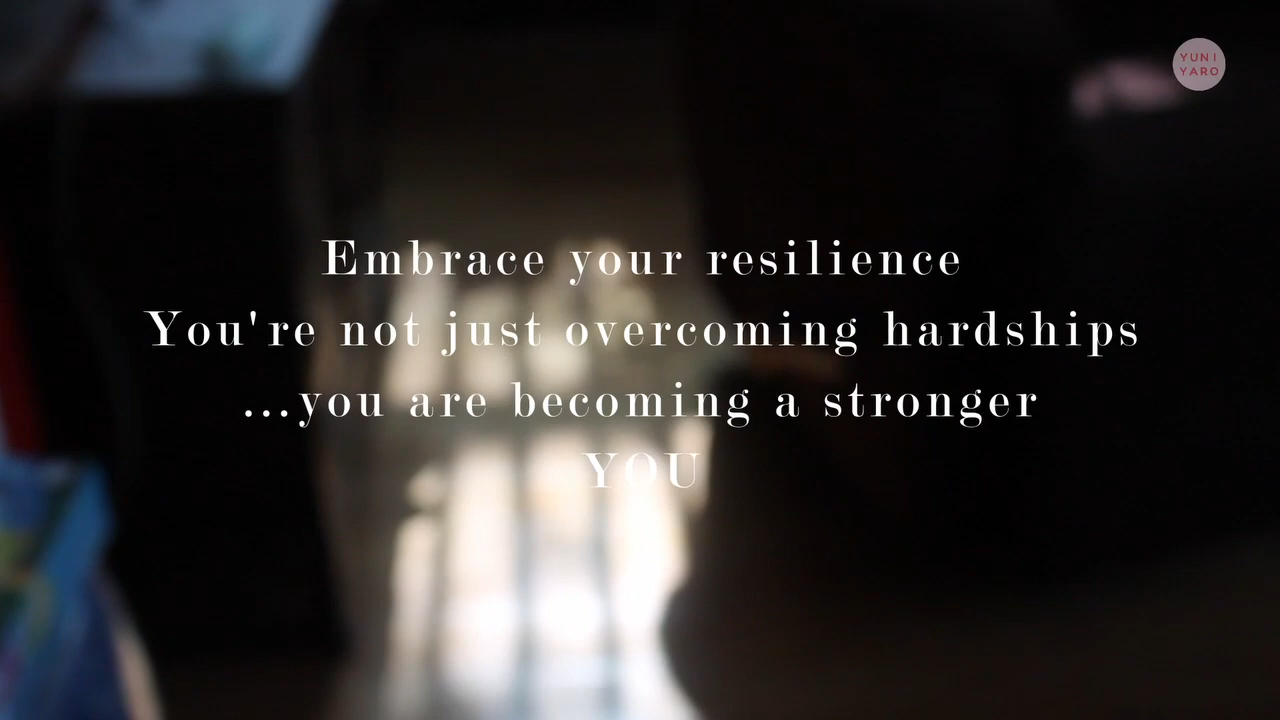 YUNI
YARO
Embrace your resilience
You're not just overcoming hardships
...you are becoming a stronger
YOU